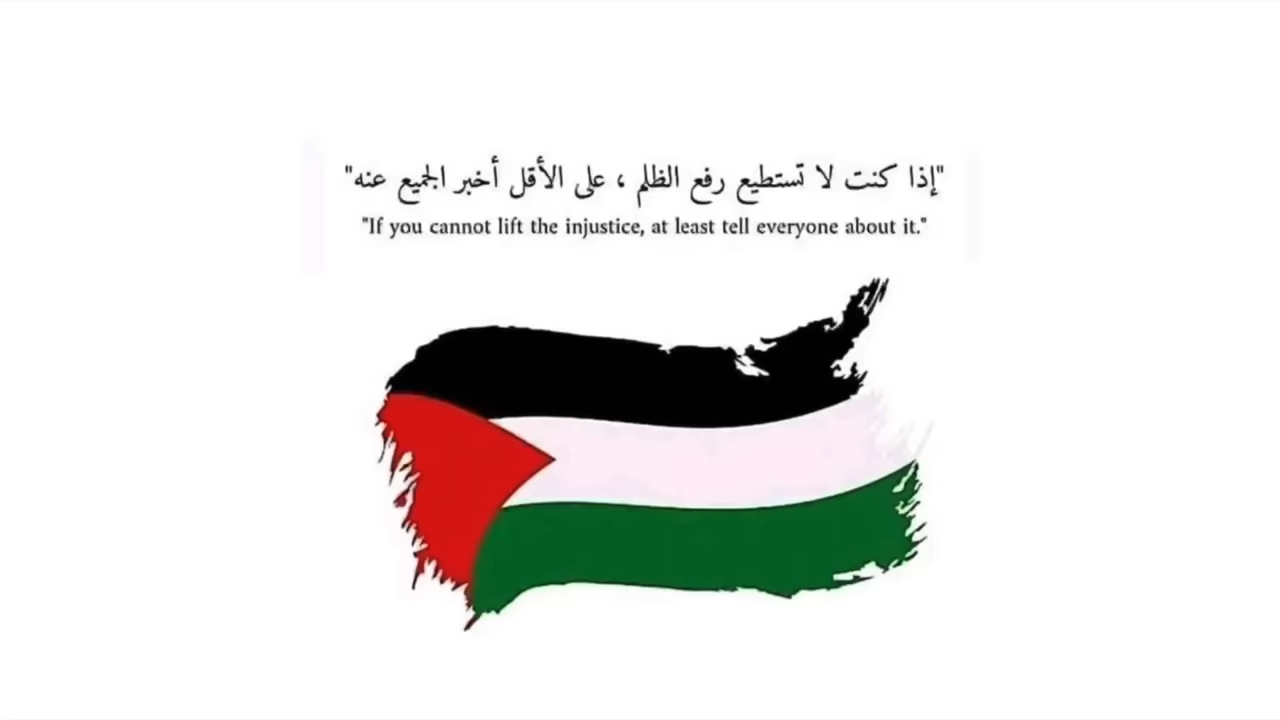 "إذا كنت لا تستطيع رفع الظلم ، على الأقل أخبر الجميع عنه"
"If you cannot lift the injustice, at least tell everyone about it."